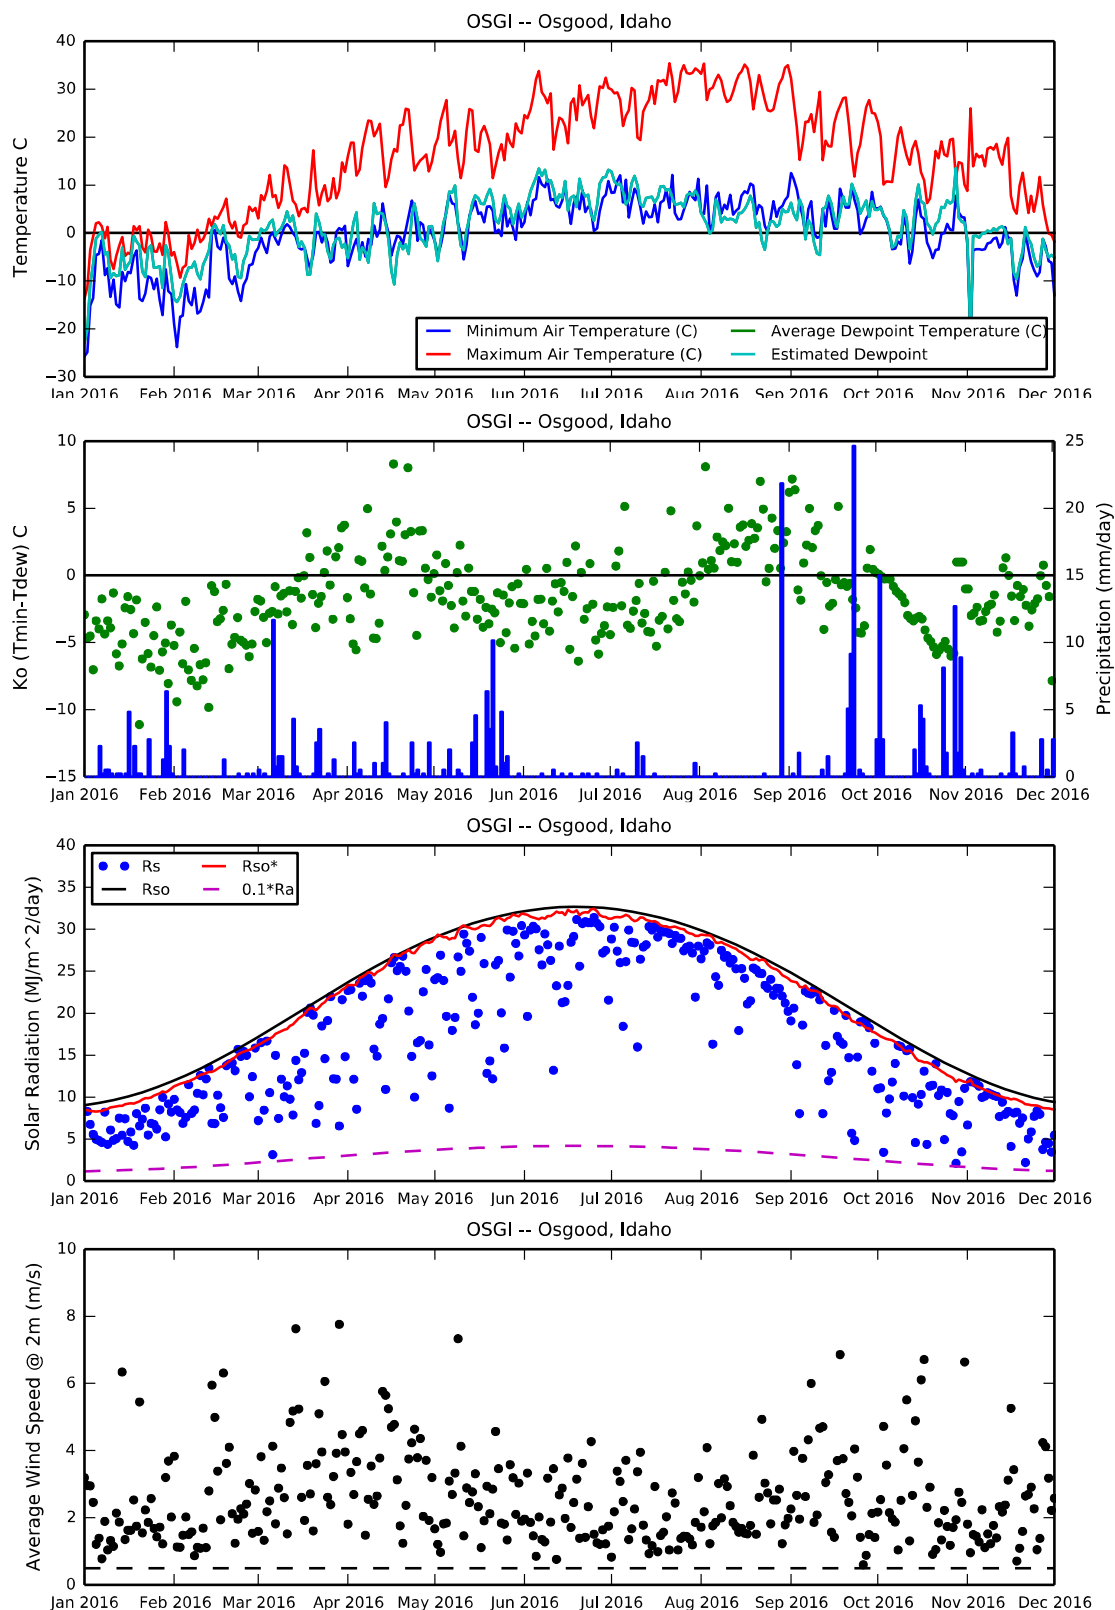 OSGI -- Osgood, Idaho
40
30
20
10
0
−10
−20
−30
Temperature C
Minimum Air Temperature (C)
Maximum Air Temperature (C)
Average Dewpoint Temperature (C)
Estimated Dewpoint
Jan 2016 Feb 2016 Mar 2016 Apr 2016 May 2016 Jun 2016 Jul 2016 Aug 2016 Sep 2016 Oct 2016 Nov 2016 Dec 2016
OSGI -- Osgood, Idaho
10
5
0
−5
−10
−15
Ko (Tmin-Tdew) C
25
20
15
10
5
0
Precipitation (mm/day)
Jan 2016 Feb 2016 Mar 2016 Apr 2016 May 2016 Jun 2016 Jul 2016 Aug 2016 Sep 2016 Oct 2016 Nov 2016 Dec 2016
OSGI -- Osgood, Idaho
40
35
30
25
20
15
10
5
0
Solar Radiation (MJ/m^2/day)
Rs
Rso
Rso*
0.1*Ra
Jan 2016 Feb 2016 Mar 2016 Apr 2016 May 2016 Jun 2016 Jul 2016 Aug 2016 Sep 2016 Oct 2016 Nov 2016 Dec 2016
OSGI -- Osgood, Idaho
10
8
6
4
2
0
Average Wind Speed @ 2m (m/s)
Jan 2016 Feb 2016 Mar 2016 Apr 2016 May 2016 Jun 2016 Jul 2016 Aug 2016 Sep 2016 Oct 2016 Nov 2016 Dec 2016